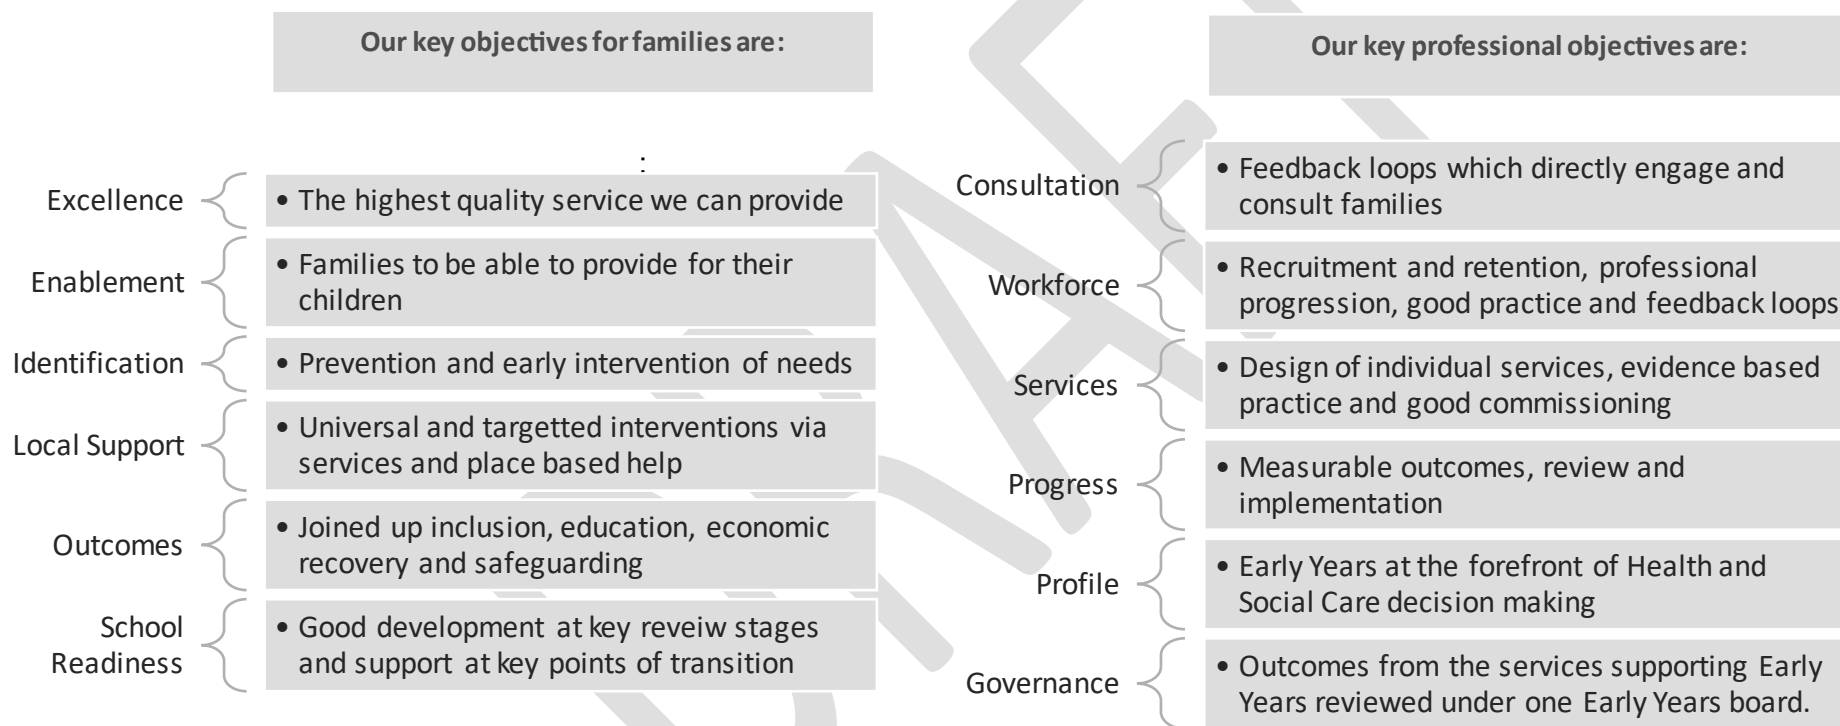 Our key objectives for families are:
:
Excellence
• The highest quality service we can provide
Enablement
• Families to be able to provide for their
children
Identification
• Prevention and early intervention of needs
Local Support
• Universal and targetted interventions via
services and place based help
Outcomes
• Joined up inclusion, education, economic
recovery and safeguarding
School
Readiness
• Good development at key reveiw stages
and support at key points of transition
Our key professional objectives are:
Consultation
• Feedback loops which directly engage and
consult families
Workforce
• Recruitment and retention, professional
progression, good practice and feedback loops
Services
• Design of individual services, evidence based
practice and good commissioning
Progress
• Measurable outcomes, review and
implementation
Profile
• Early Years at the forefront of Health and
Social Care decision making
Governance
• Outcomes from the services supporting Early
Years reviewed under one Early Years board.